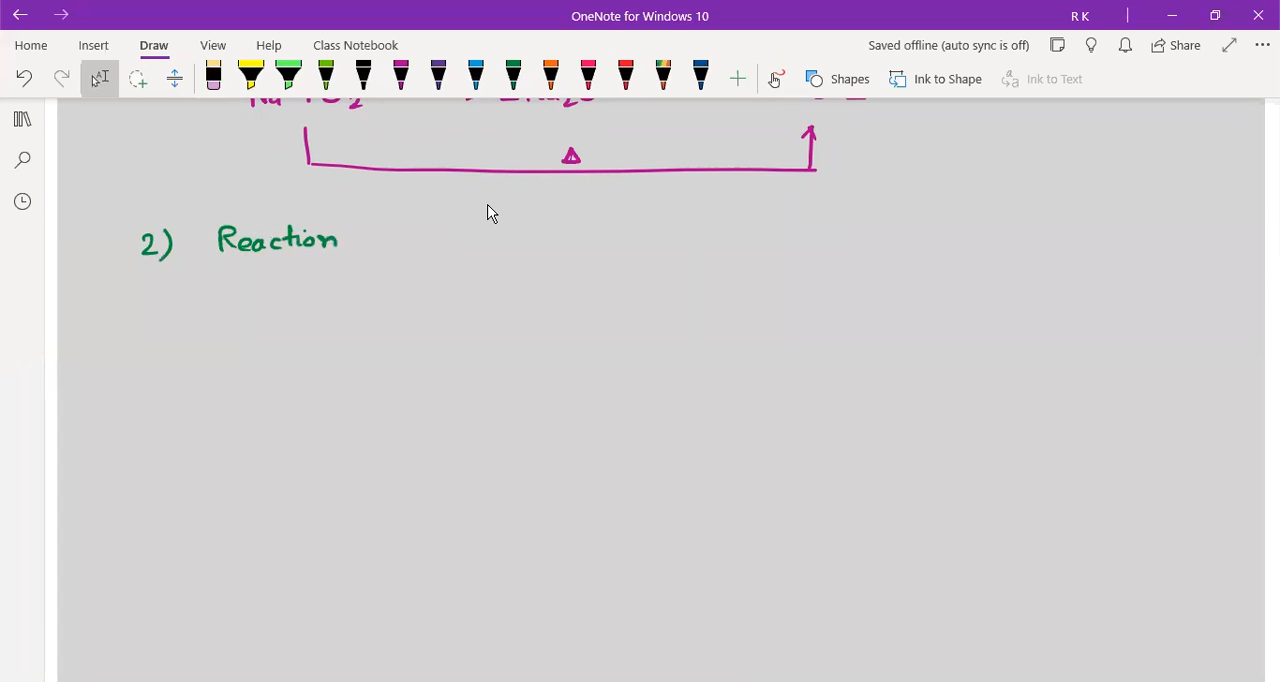 OneNote for Windows 10
R K
Home Insert Draw View Help Class Notebook
Saved offline (auto sync is off) Share
Shapes Ink to Shape Ink to Text
Δ
2) Reaction